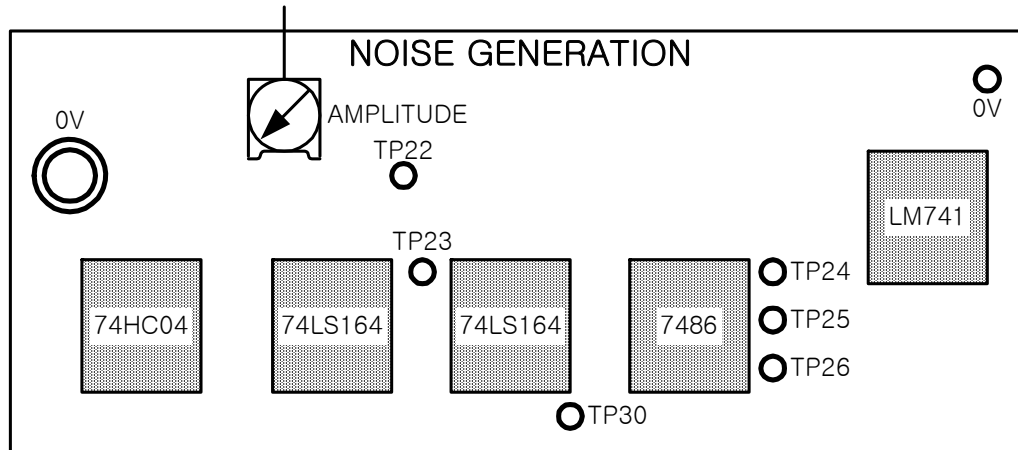 NOISE GENERATION
0V
AMPLITUDE
0V
TP22
LM741
TP23
TP24
74HC04
74LS164
74LS164
7486
TP25
TP26
TP30